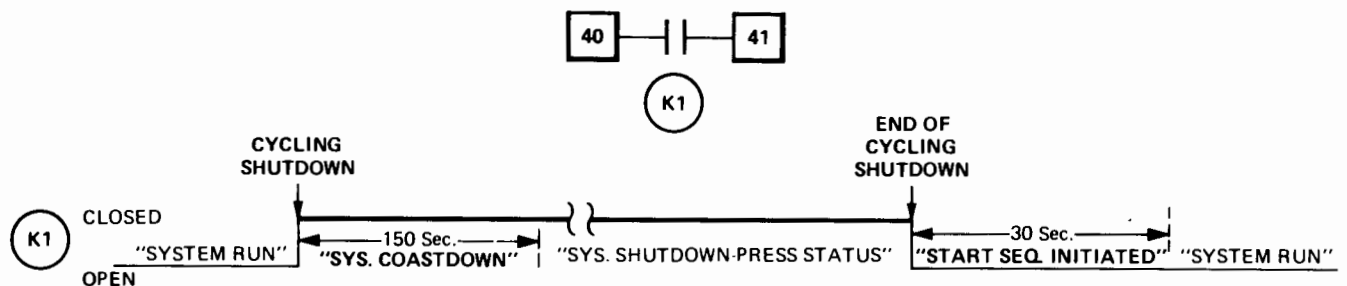 40
41
K1
CYCLING
SHUTDOWN
END OF
CYCLING
SHUTDOWN
K1
CLOSED
OPEN
"SYSTEM RUN"
150 Sec.
"SYS. COASTDOWN"
"SYS. SHUTDOWN-PRESS STATUS"
30 Sec.
"START SEQ. INITIATED"
"SYSTEM RUN"